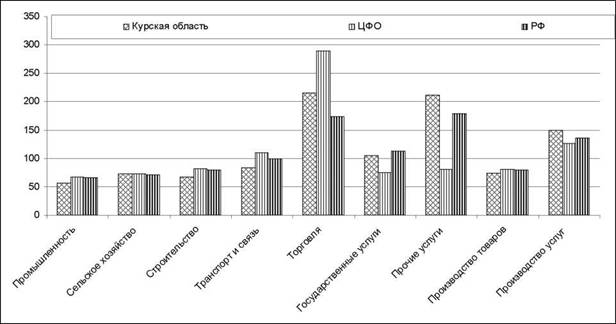 350
300
250
200
150
100
50
0
Курская область ЦФО РФ
Промышленность
Сельское хозяйство
Строительство
Транспорт и связь
Торговля
Государственные услуги
Прочие услуги
Производство товаров
Производство услуг